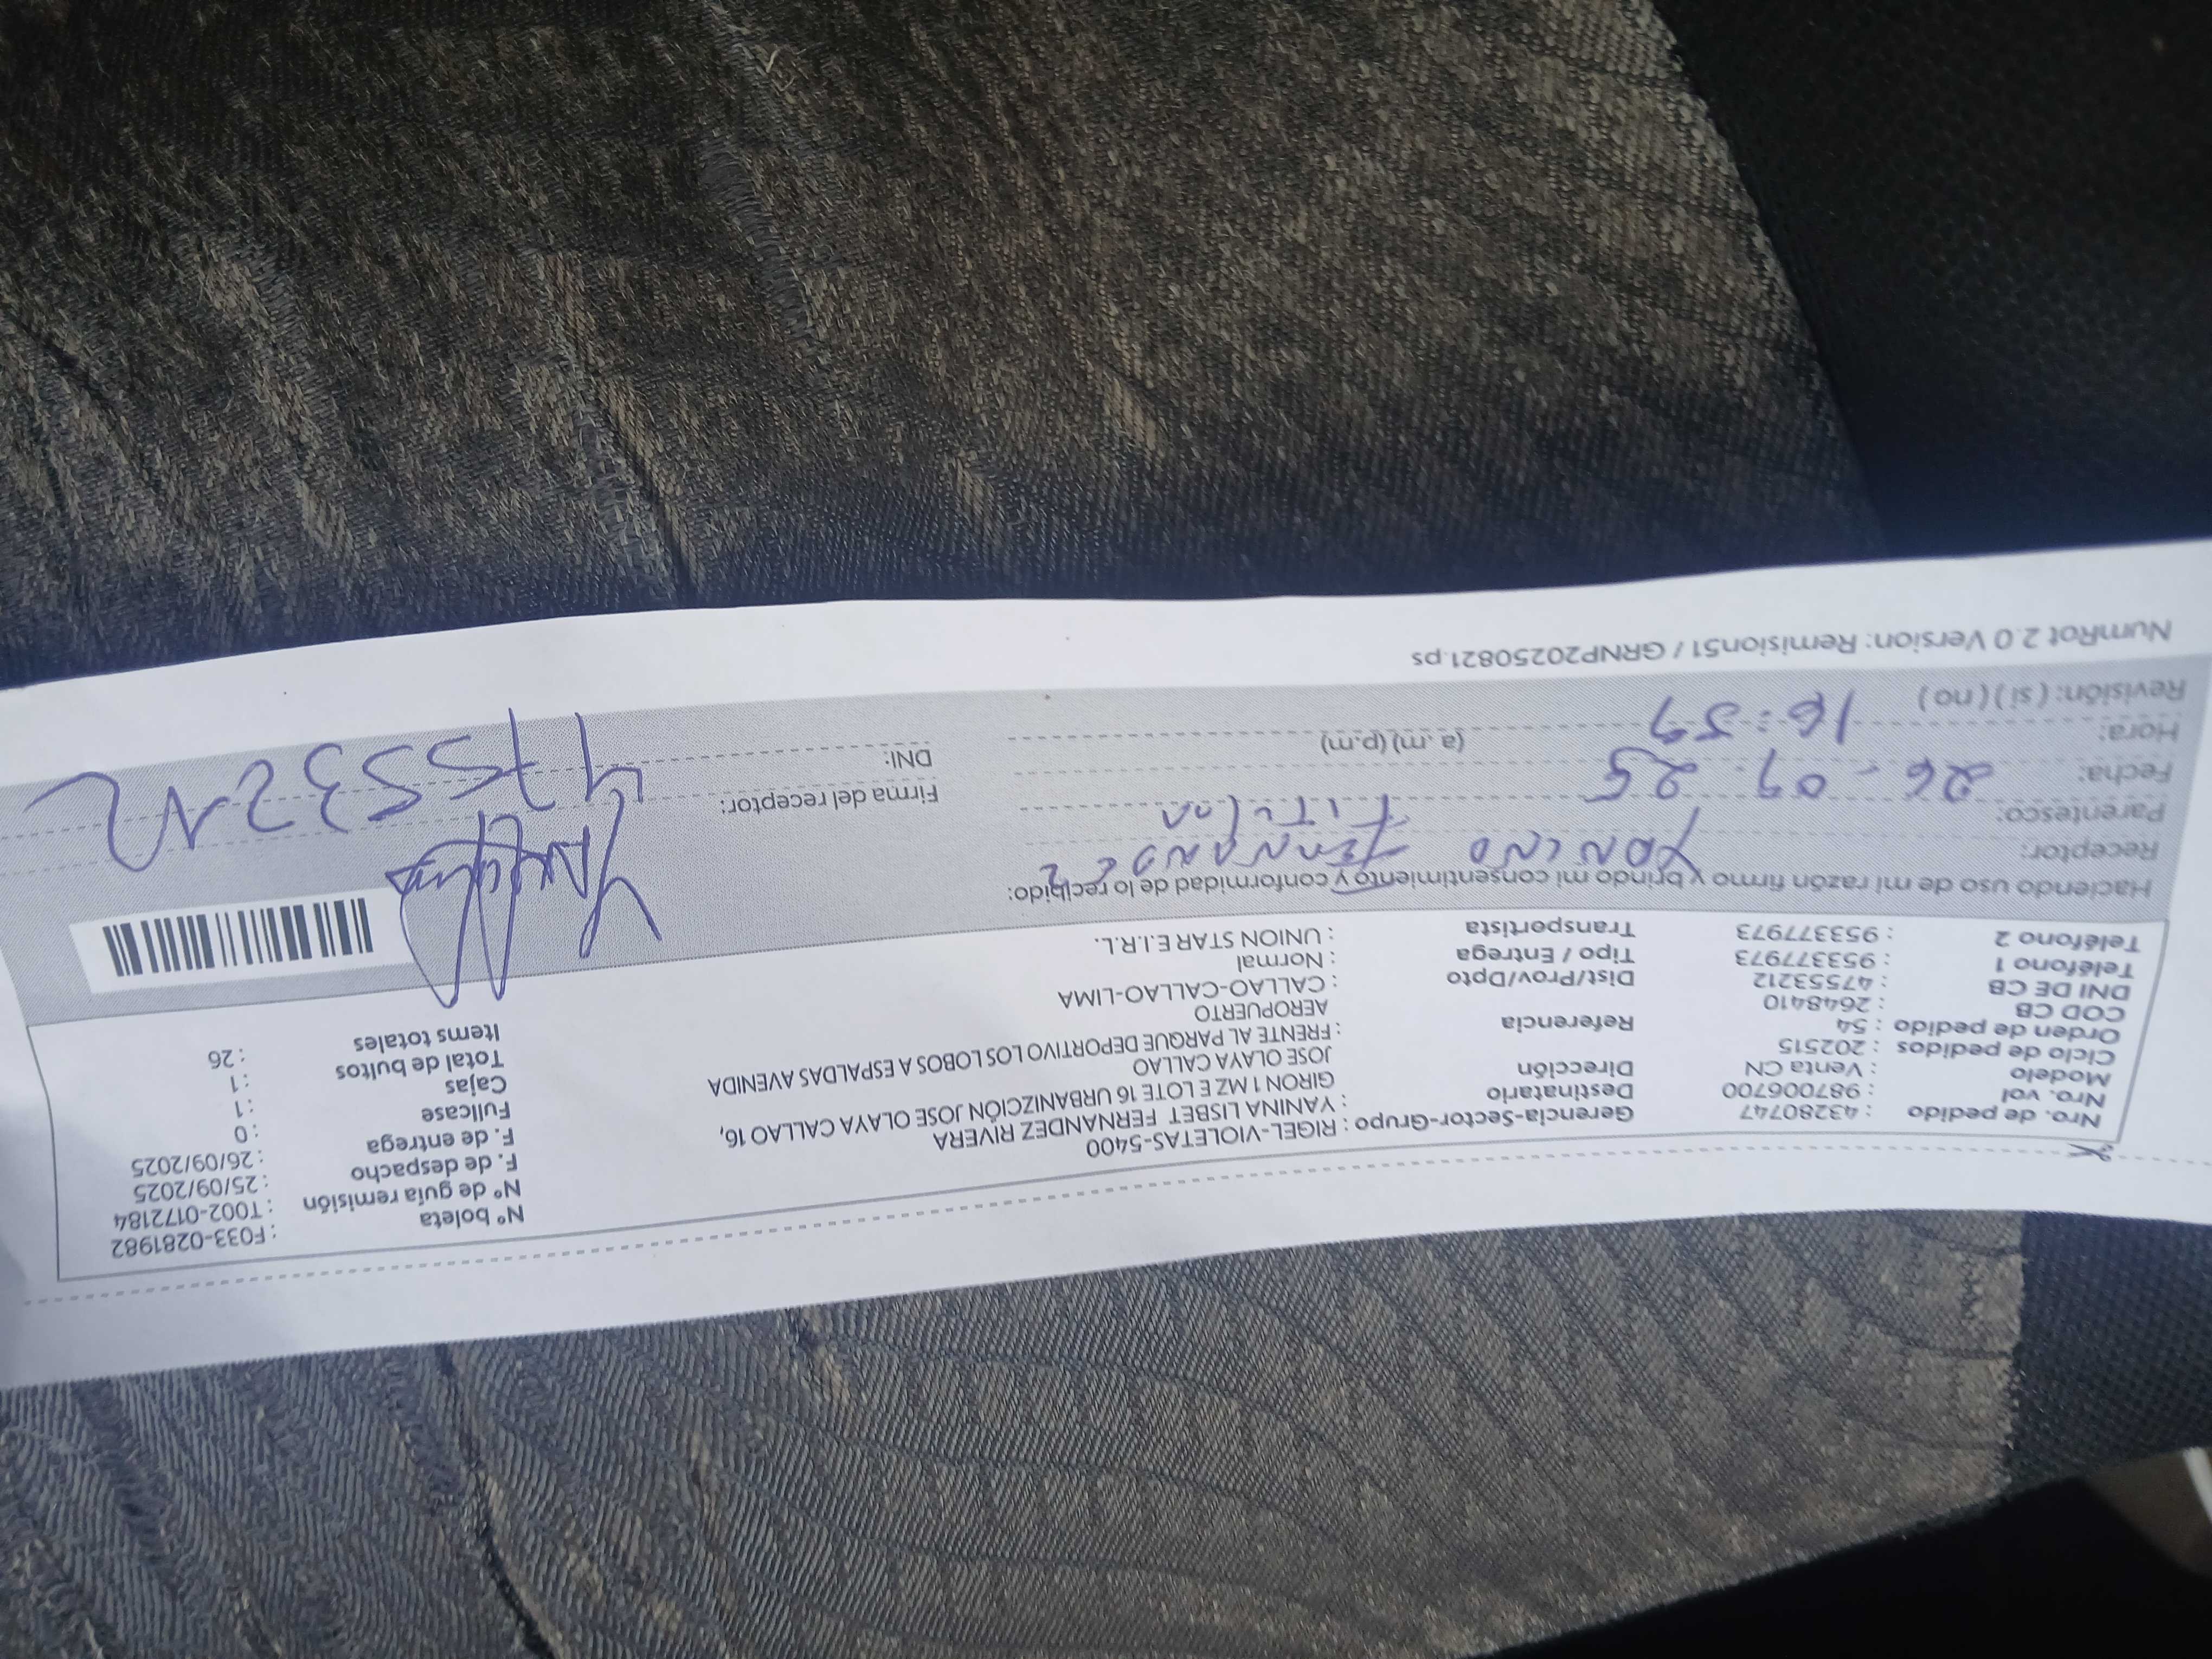 Nro. de pedido : 43280747
Nro. vol : 987006700
Modelo : Venta CN
Ciclo de pedidos : 202515
Orden de pedido : 54
COD CB : 2648410
DNI DE CB : 47553212
Teléfono 1 : 953377973
Teléfono 2 : 953377973
Gerencia-Sector-Grupo : RIGEL-VIOLETAS-5400
Destinatario : YANINA LISBET FERNANDEZ RIVERA
Dirección GIRON 1 MZ E LOTE 16 URBANIZCIÓN JOSE OLAYA CALLAO 16,
JOSE OLAYA CALLAO
Referencia : FRENTE AL PARQUE DEPORTIVO LOS LOBOS A ESPALDAS AVENIDA
AEROPUERTO
Dist/Prov/Dpto : CALLAO-CALLAO-LIMA
Tipo / Entrega : Normal
Transportista : UNION STAR E.I.R.L.
Nº boleta : F033-0281982
Nº de guía remisión : T002-0172184
F. de despacho : 25/09/2025
F. de entrega : 26/09/2025
Fullcase : 0
Cajas : 1
Total de bultos : 1
Items totales : 26
Haciendo uso de mi razón firmo y brindo mi consentimiento y conformidad de lo recibido:
Receptor: FERNANDEZ
Parentesco: TITULAR
Fecha: 26-09-25
Hora: 16:59 (a.m) (p.m)
Revisión: (si) (no)
Firma del receptor:
DNI: 47553212
NumRot 2.0 Version: Remision51 / GRNP20250821.ps